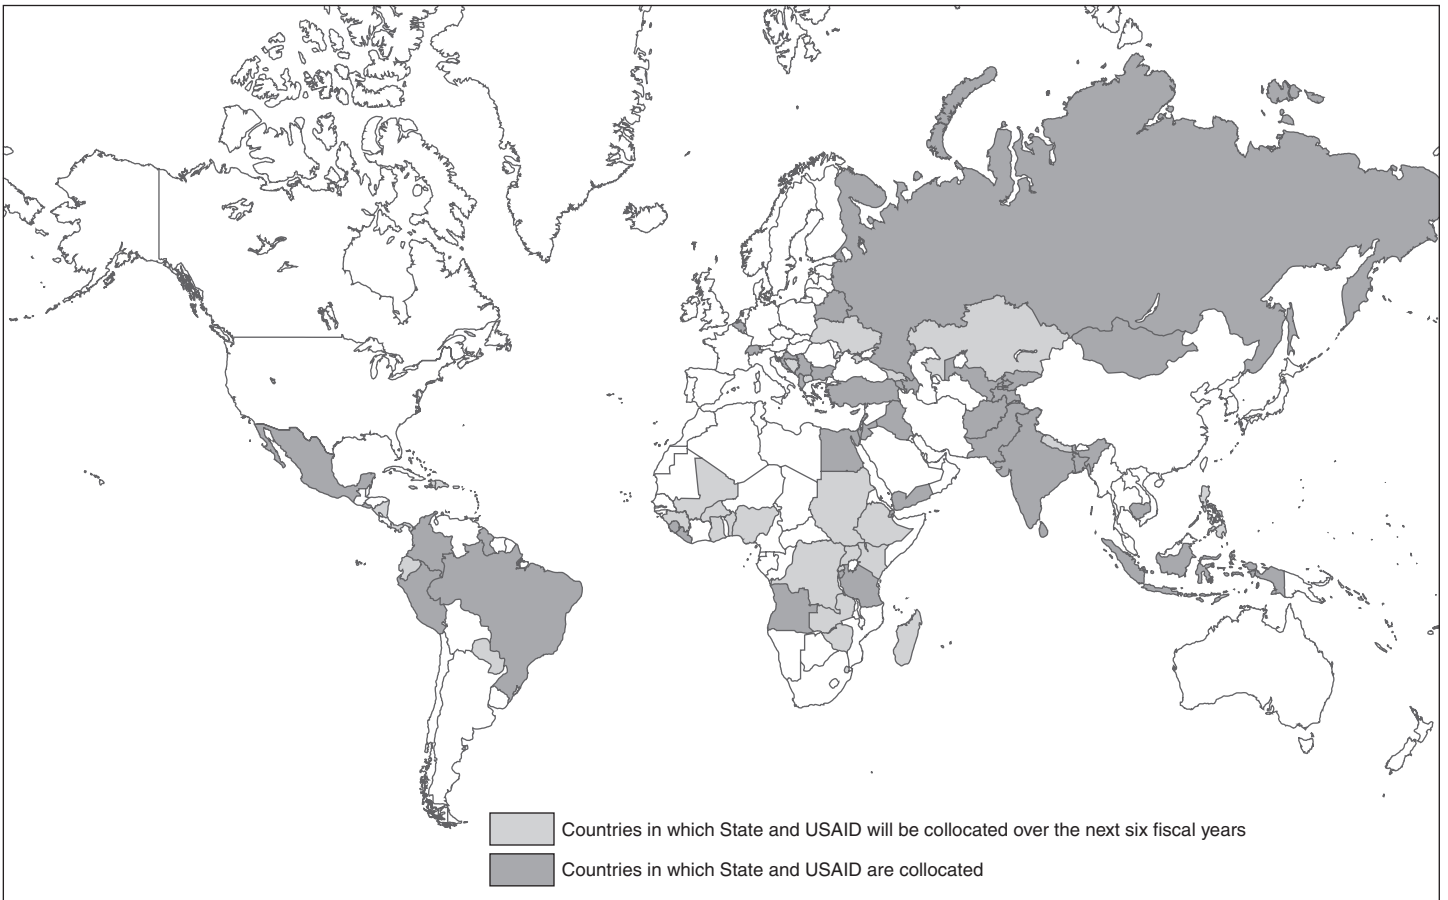 Countries in which State and USAID will be collocated over the next six fiscal years
Countries in which State and USAID are collocated